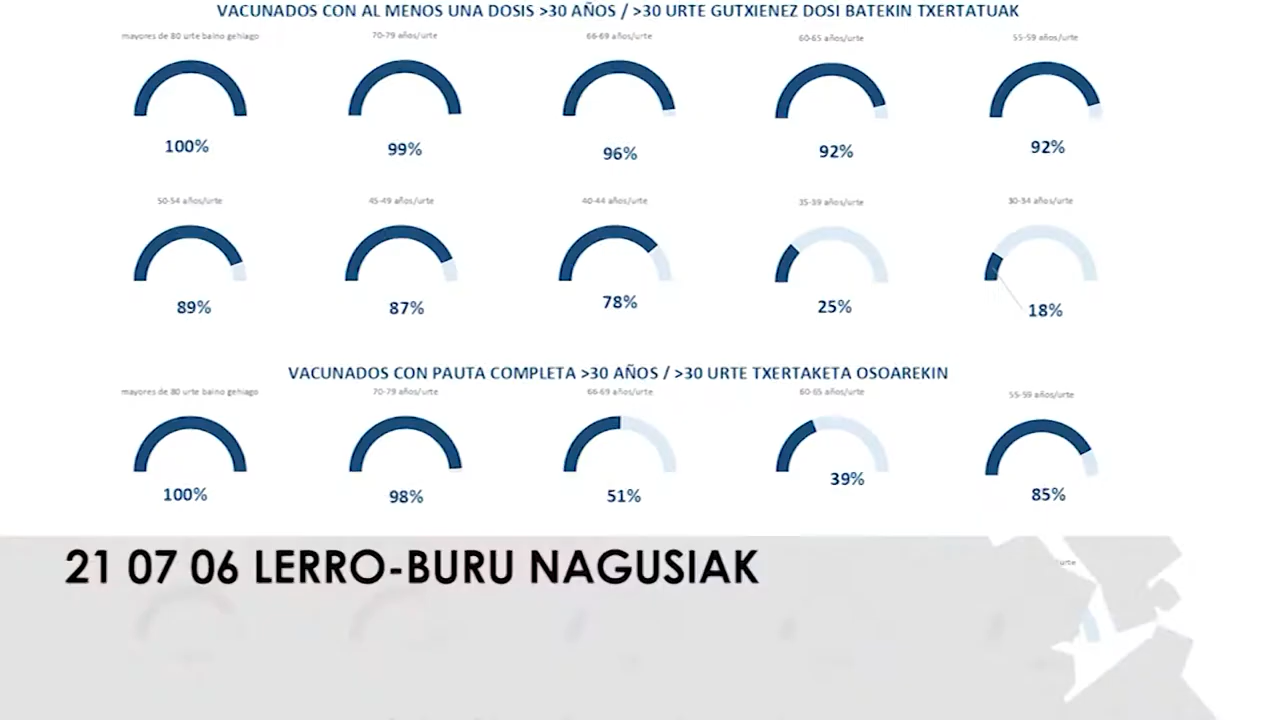 VACUNADOS CON AL MENOS UNA DOSIS >30 AÑOS / >30 URTE GUTXIENEZ DOSI BATEKIN TXERTATUAK
mayores de 80 urte baino gehiago 70-79 años/urte 66-69 años/urte 60-65 años/urte 55-59 años/urte
100% 99% 96% 92% 92%
50-54 años/urte 45-49 años/urte 40-44 años/urte 35-39 años/urte 30-34 años/urte
89% 87% 78% 25% 18%
VACUNADOS CON PAUTA COMPLETA >30 AÑOS / >30 URTE TXERTAKETA OSOAREKIN
mayores de 80 urte baino gehiago 70-79 años/urte 66-69 años/urte 60-65 años/urte 55-59 años/urte
100% 98% 51% 39% 85%
21 07 06 LERRO-BURU NAGUSIAK
urte